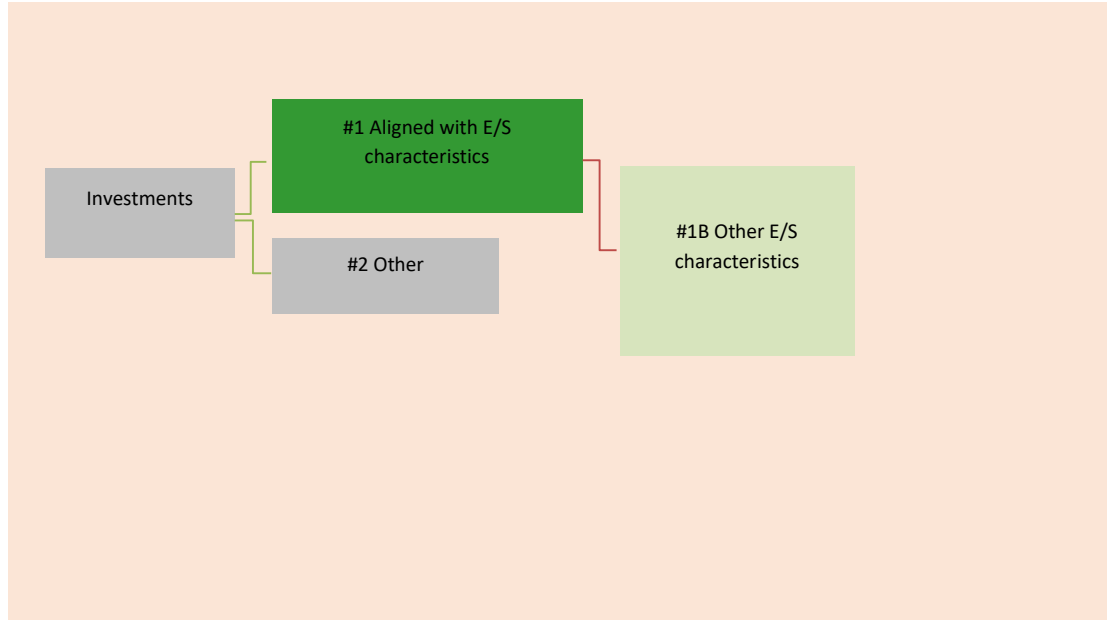 Investments
#1 Aligned with E/S
characteristics
#2 Other
#1B Other E/S
characteristics